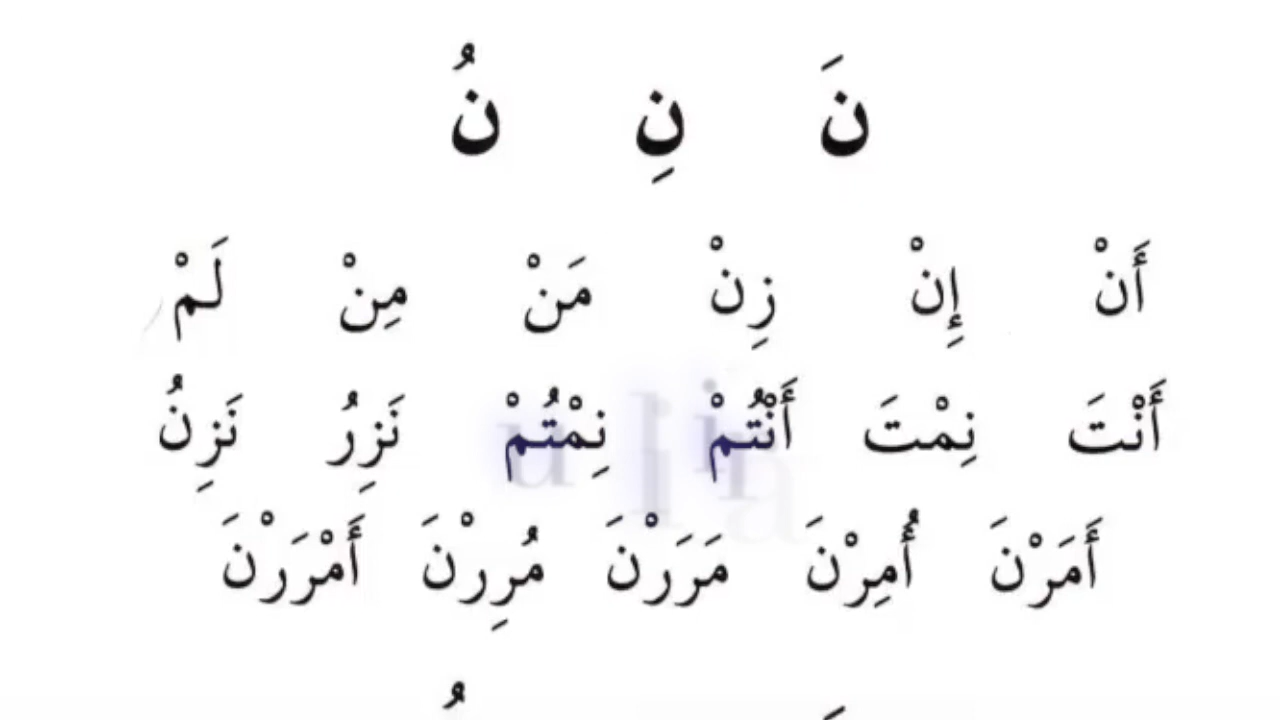 نَ نِ نُ
أَنْ إِنْ زِنْ مَنْ مِنْ لَمْ
أَنْتَ نِمْتَ أَنْتُمْ نِمْتُمْ نَزِرُ نَزِنُ
أَمَرْنَ أُمِرْنَ مَرَرْنَ مُرِرْنَ أَمْرَرْنَ